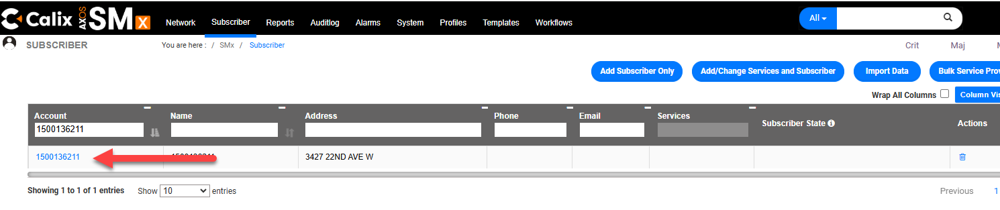 Calix AXOS SMx
Network Subscriber Reports Auditlog Alarms System Profiles Templates Workflows All
SUBSCRIBER You are here : / SMx / Subscriber Crit Maj
Add Subscriber Only Add/Change Services and Subscriber Import Data Bulk Service Prov
Wrap All Columns Column Vis
Account Name Address Phone Email Services Subscriber State Actions
1500136211
1500136211 3427 22ND AVE W
Showing 1 to 1 of 1 entries Show 10 entries Previous 1